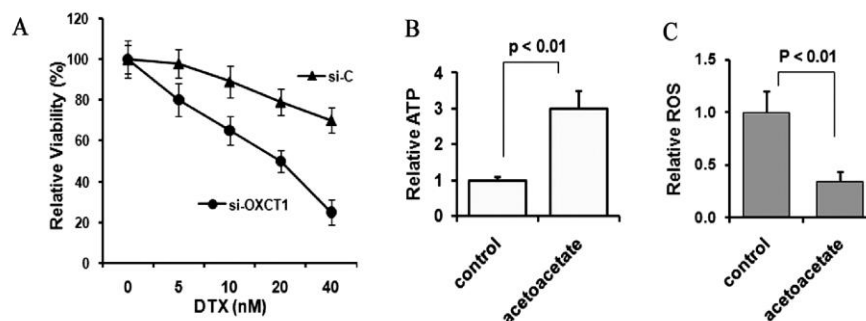 A
Relative Viability (%)
120
100
80
60
40
20
0
si-C
si-OXCT1
0 5 10 20 40
DTX (nM)
B
p < 0.01
Relative ATP
4
3
2
1
0
control
acetoacetate
C
P < 0.01
Relative ROS
1.5
1.0
0.5
0.0
control
acetoacetate